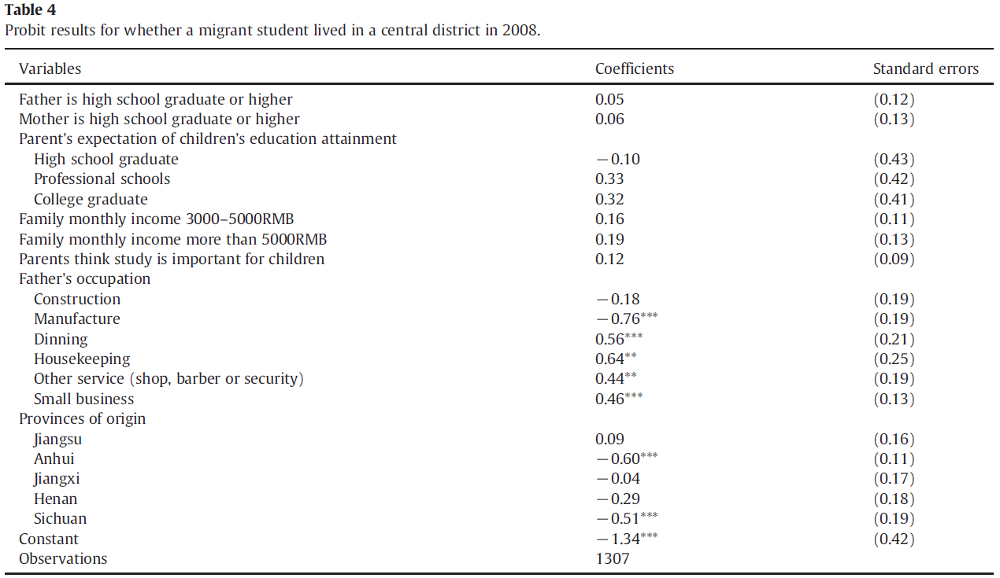 Table 4
Probit results for whether a migrant student lived in a central district in 2008.
Variables Coefficients Standard errors
Father is high school graduate or higher 0.05 (0.12)
Mother is high school graduate or higher 0.06 (0.13)
Parent's expectation of children's education attainment
High school graduate −0.10 (0.43)
Professional schools 0.33 (0.42)
College graduate 0.32 (0.41)
Family monthly income 3000–5000RMB 0.16 (0.11)
Family monthly income more than 5000RMB 0.19 (0.13)
Parents think study is important for children 0.12 (0.09)
Father's occupation
Construction −0.18 (0.19)
Manufacture −0.76*** (0.19)
Dinning 0.56*** (0.21)
Housekeeping 0.64** (0.25)
Other service (shop, barber or security) 0.44** (0.19)
Small business 0.46*** (0.13)
Provinces of origin
Jiangsu 0.09 (0.16)
Anhui −0.60*** (0.11)
Jiangxi −0.04 (0.17)
Henan −0.29 (0.18)
Sichuan −0.51*** (0.19)
Constant −1.34*** (0.42)
Observations 1307